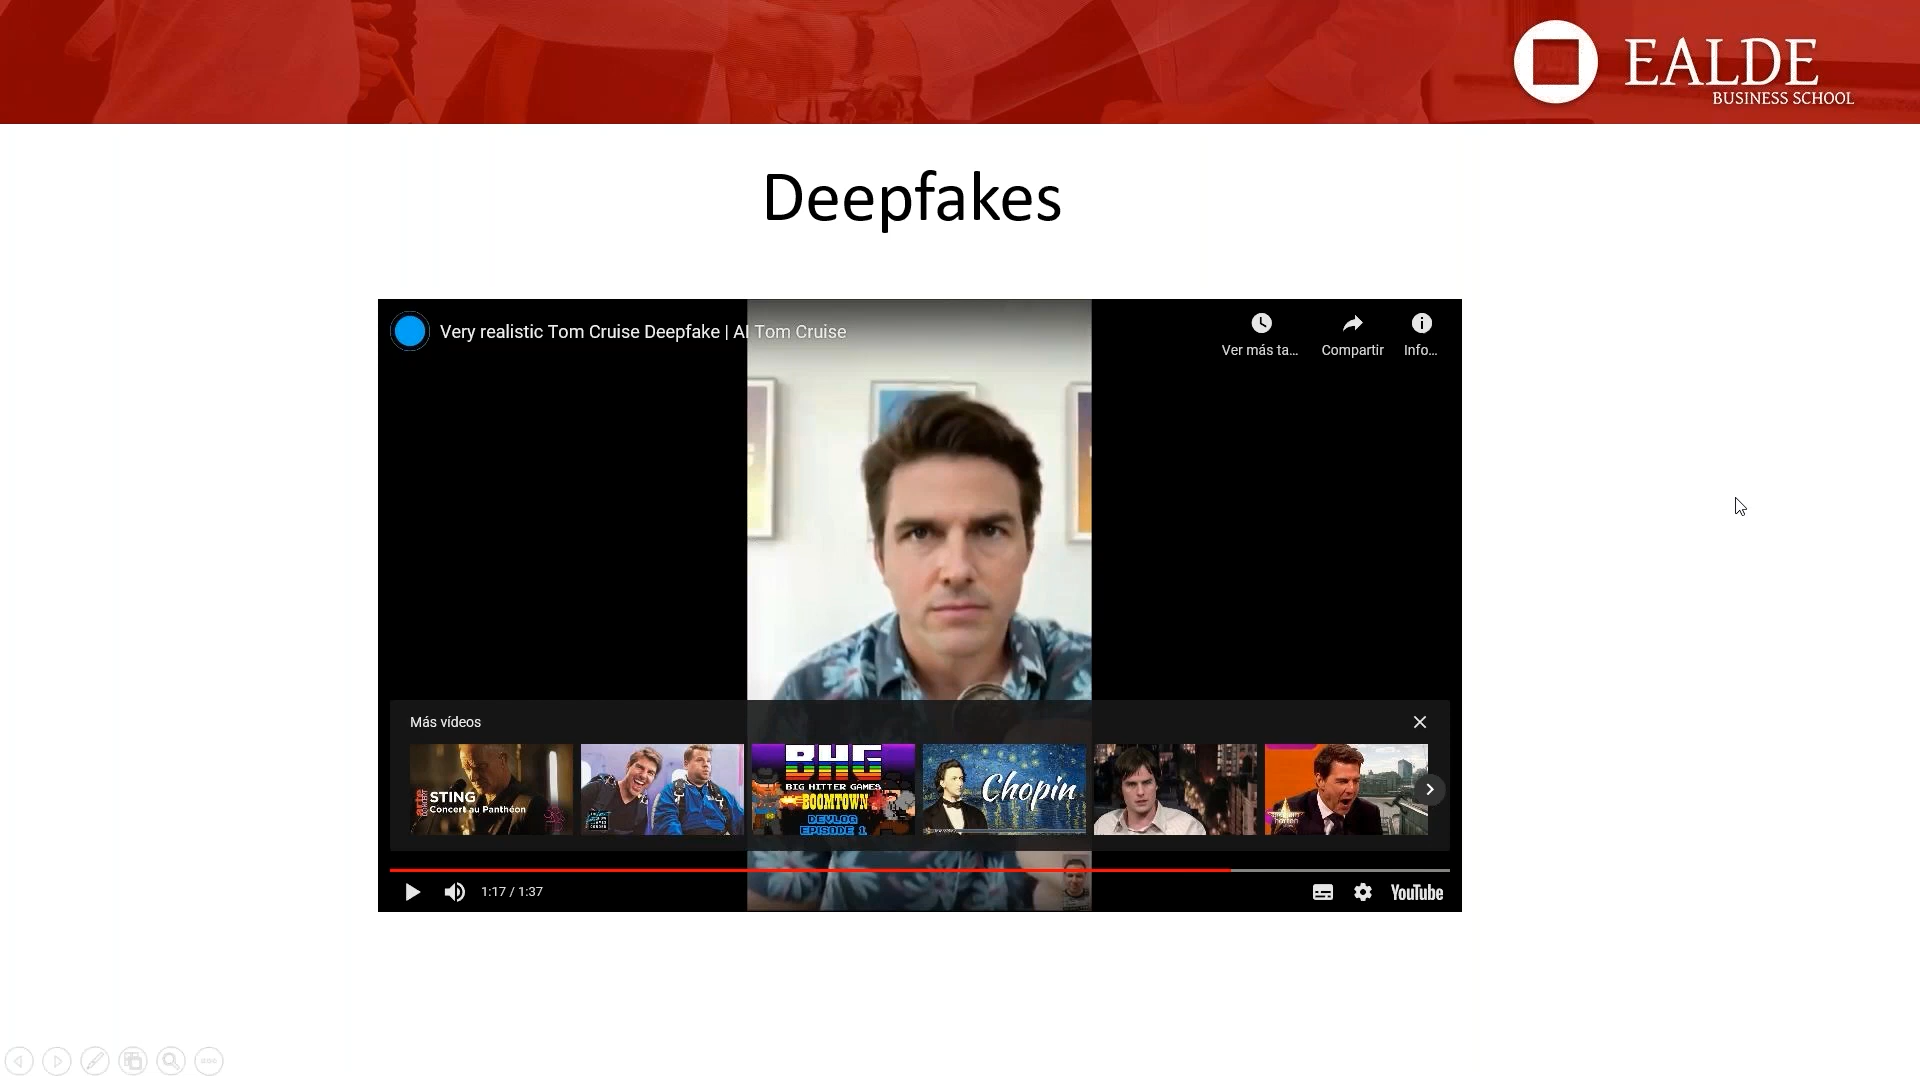 EALDE
BUSINESS SCHOOL
Deepfakes
Very realistic Tom Cruise Deepfake | AI Tom Cruise
Ver más ta...
Compartir
Info...
Más vídeos
STING
Concert au Panthéon
BHG
BIG HITTER GAMES
BOOMTOWN
DEVLOG
EPISODE 1
Chopin
1:17 / 1:37
YouTube